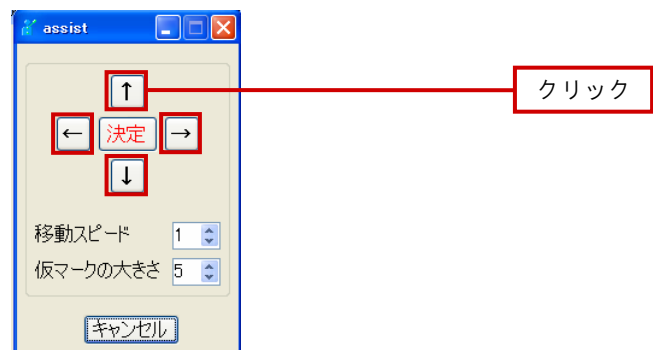 assist
クリック
↑
← 決定 →
↓
移動スピード 1
仮マークの大きさ 5
キャンセル